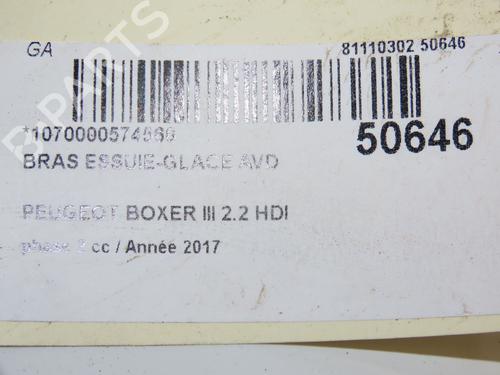 GA
81110302 50646
50646
BRAS ESSUIE-GLACE AVD
PEUGEOT BOXER III 2.2 HDI
phase 2 cc / Année 2017